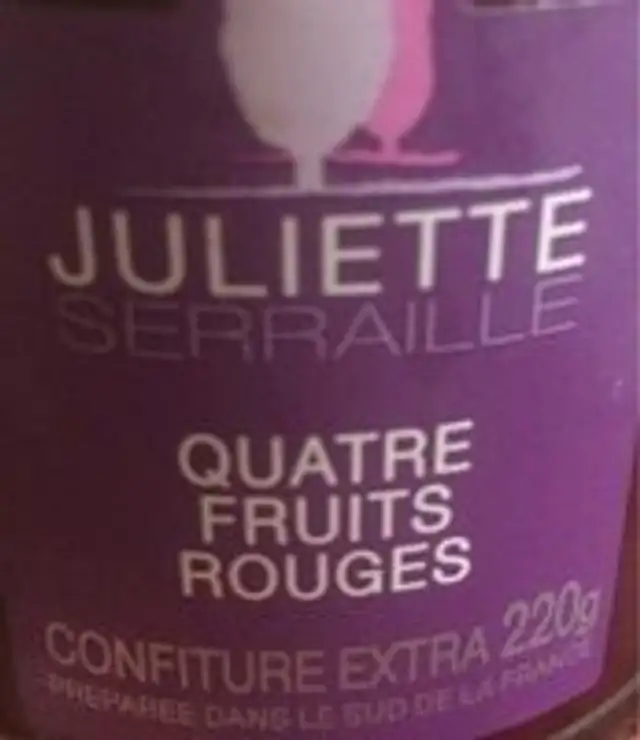 JULIETTE
SERRAILLE
QUATRE
FRUITS
ROUGES
CONFITURE EXTRA 220g
PREPAREE DANS LE SUD DE LA FRANCE